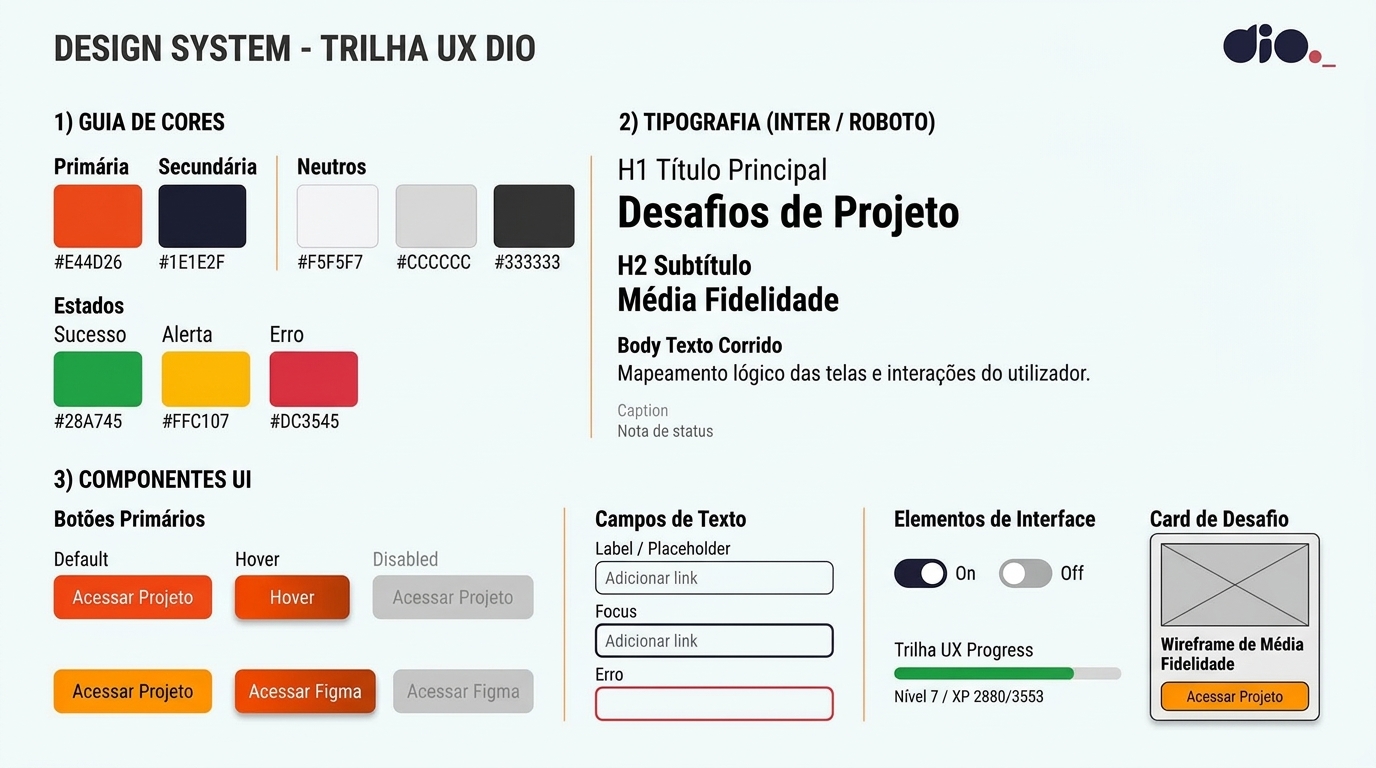 DESIGN SYSTEM - TRILHA UX DIO
dio._
1) GUIA DE CORES
Primária
Secundária
Neutros
#E44D26
#1E1E2F
#F5F5F7
#CCCCCC
#333333
Estados
Sucesso
Alerta
Erro
#28A745
#FFC107
#DC3545
2) TIPOGRAFIA (INTER / ROBOTO)
H1 Título Principal
Desafios de Projeto
H2 Subtítulo
Média Fidelidade
Body Texto Corrido
Mapeamento lógico das telas e interações do utilizador.
Caption
Nota de status
3) COMPONENTES UI
Botões Primários
Default
Hover
Disabled
Acessar Projeto
Hover
Acessar Projeto
Acessar Projeto
Acessar Figma
Acessar Figma
Campos de Texto
Label / Placeholder
Adicionar link
Focus
Adicionar link
Erro
Elementos de Interface
On
Off
Trilha UX Progress
Nível 7 / XP 2880/3553
Card de Desafio
Wireframe de Média
Fidelidade
Acessar Projeto